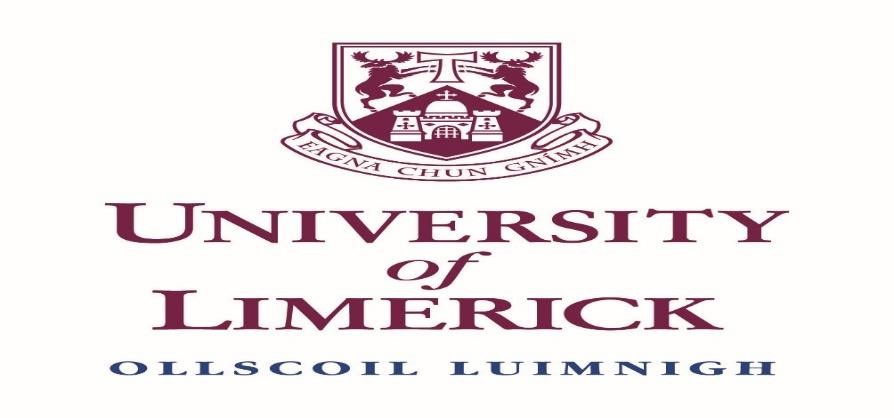 EAGNA CHUN GNÍMH
UNIVERSITY
of
LIMERICK
OLLSCOIL LUIMNIGH